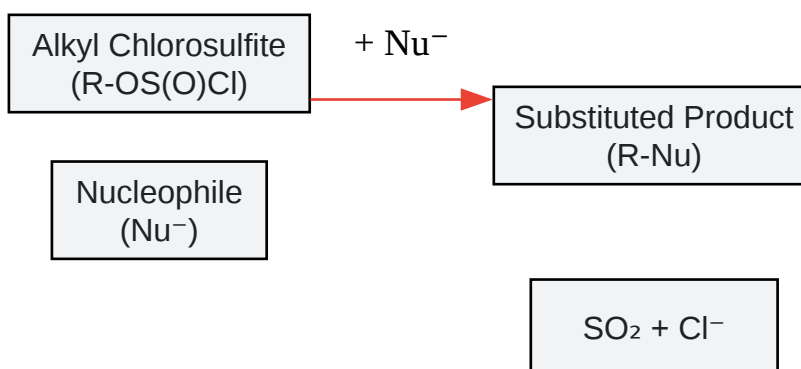 Alkyl Chlorosulfite
(R-OS(O)Cl)
+ Nu⁻
Substituted Product
(R-Nu)
Nucleophile
(Nu⁻)
SO₂ + Cl⁻